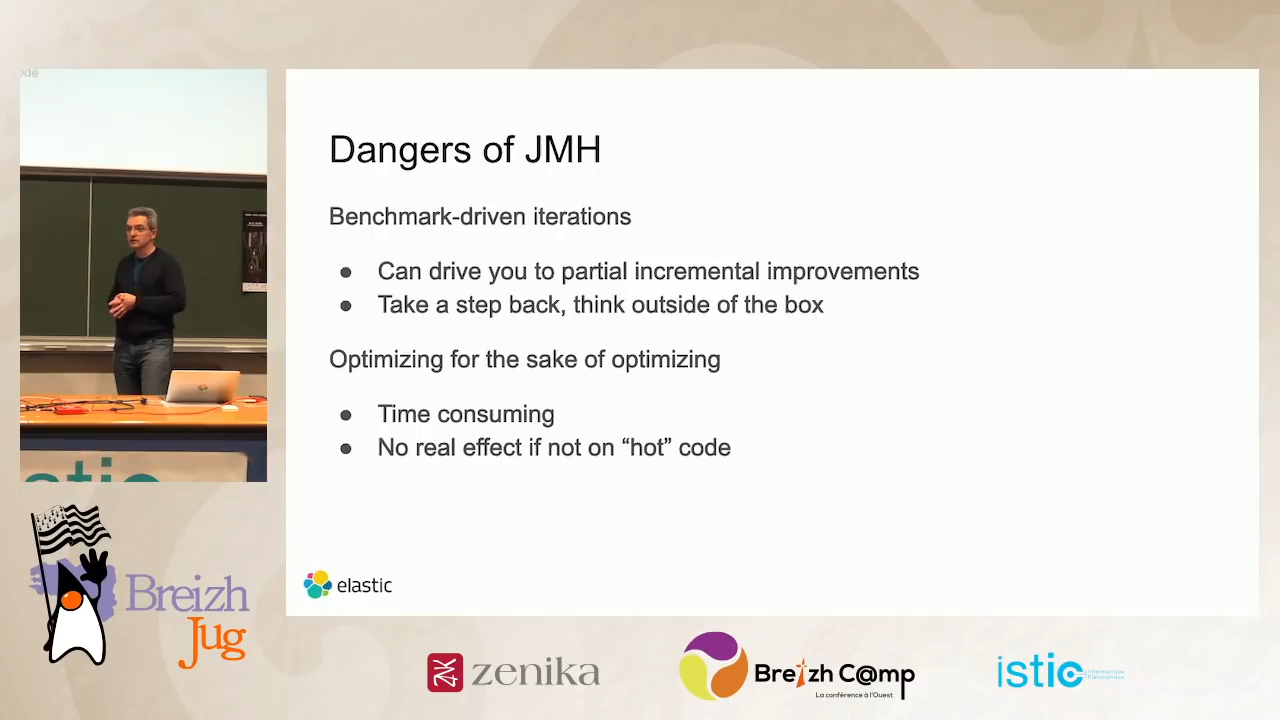 Dangers of JMH
Benchmark-driven iterations
● Can drive you to partial incremental improvements
● Take a step back, think outside of the box
Optimizing for the sake of optimizing
● Time consuming
● No real effect if not on “hot” code
elastic
istic
Breizh
Jug
zenika
Breizh C@mp
La conférence à l'Ouest
istic